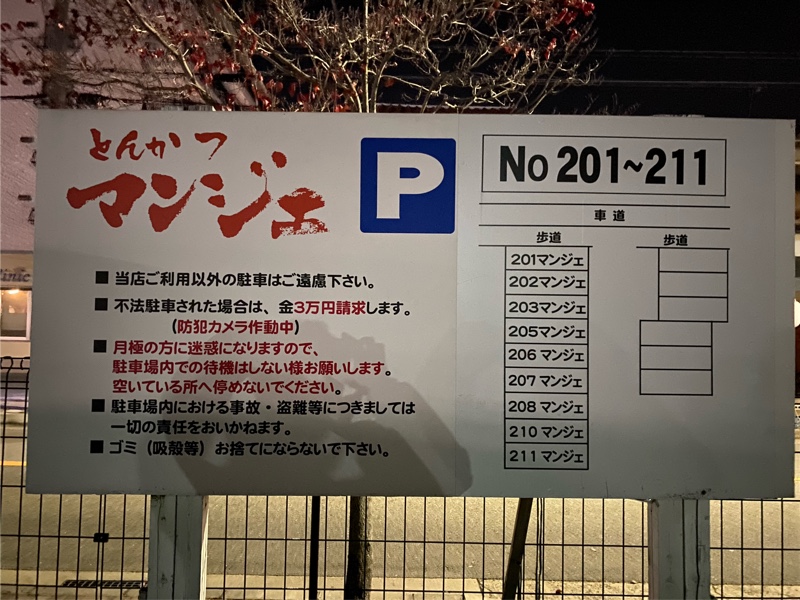 とんかつ
マンジェ
P
■ 当店ご利用以外の駐車はご遠慮下さい。
■ 不法駐車された場合は、金3万円請求します。
(防犯カメラ作動中)
■ 月極の方に迷惑になりますので、
駐車場内での待機はしない様お願いします。
空いている所へ停めないでください。
■ 駐車場内における事故・盗難等につきましては
一切の責任をおいかねます。
■ ゴミ（吸殻等）お捨てにならないで下さい。
No 201~211
車道
歩道
歩道
201マンジェ
202マンジェ
203マンジェ
205マンジェ
206 マンジェ
207 マンジェ
208 マンジェ
210 マンジェ
211 マンジェ